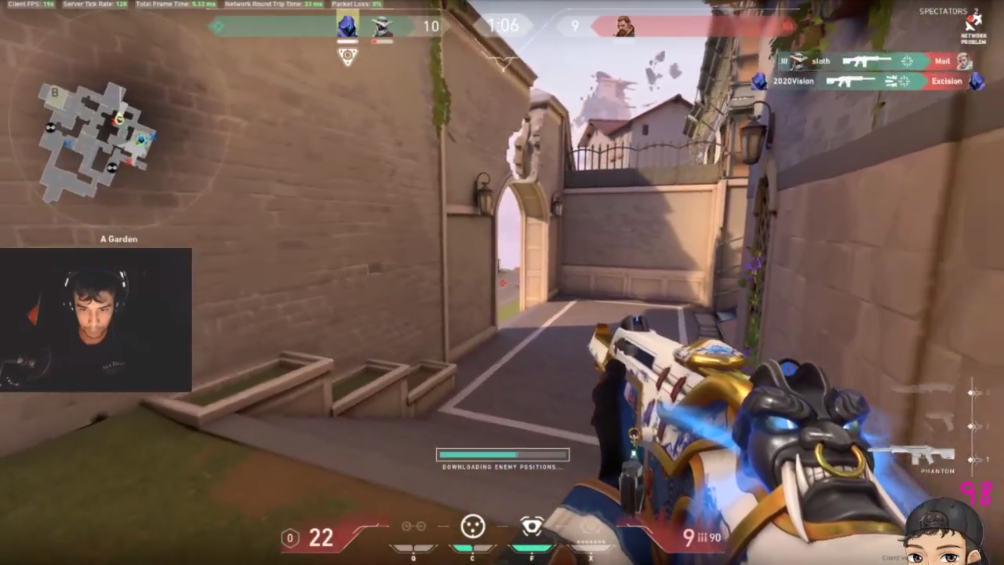 Client FPS: 196 Server Tick Rate: 128 Total Frame Time: 5.12 ms Network Round Trip Time: 33 ms Packet Loss: 0%
SPECTATORS 2
10 1:06 9
NETWORK
PROBLEM
sloth Mail
2020Vision Excision
B
A Garden
DOWNLOADING ENEMY POSITIONS...
PHANTOM
98
0 22
9 90
Q C F X